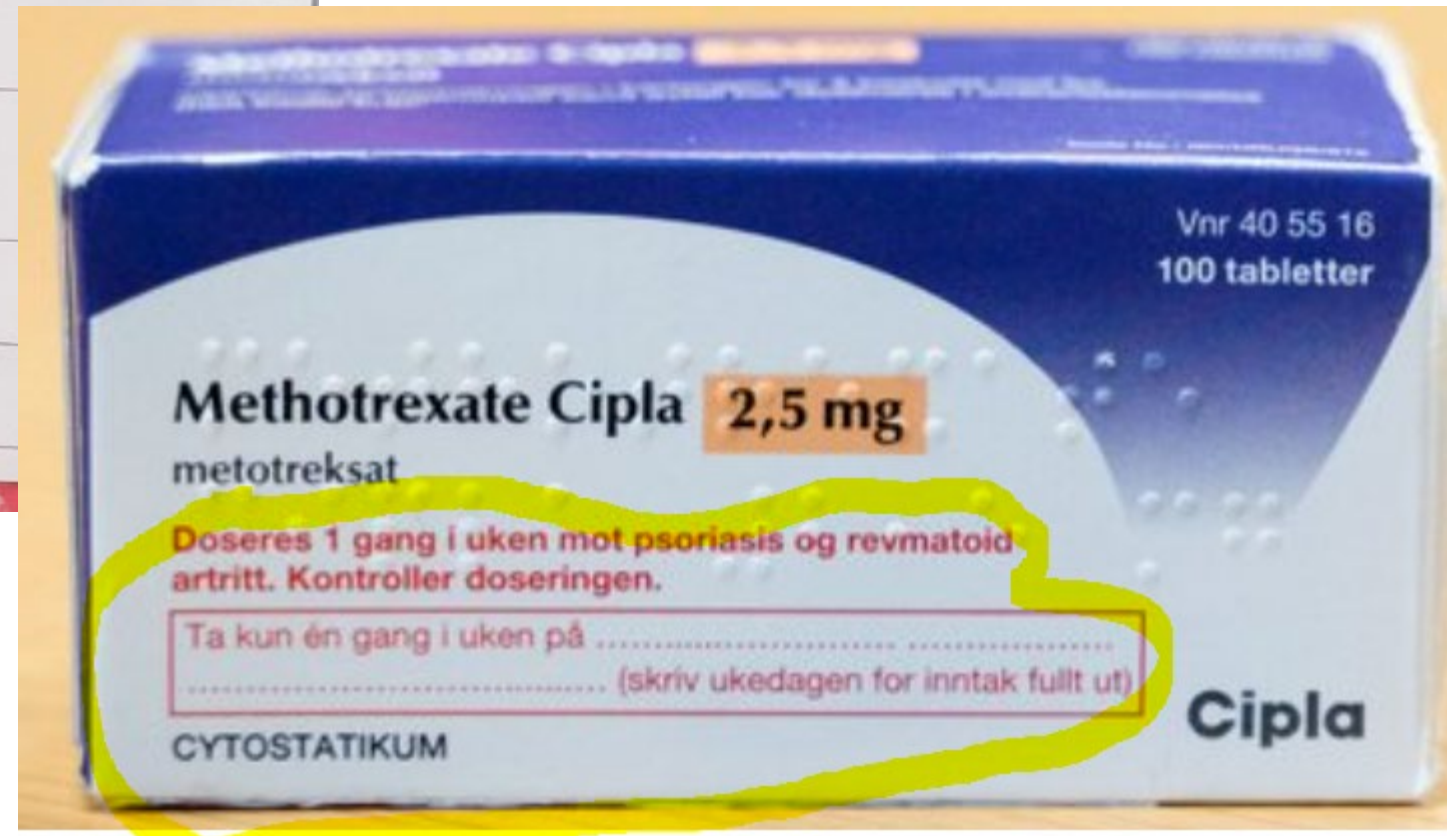 Vnr 40 55 16
100 tabletter
Methotrexate Cipla 2,5 mg
metotreksat
Doseres 1 gang i uken mot psoriasis og revmatoid
artritt. Kontroller doseringen.
Ta kun én gang i uken på ................................ ......................
............................................ (skriv ukedagen for inntak fullt ut)
CYTOSTATIKUM
Cipla